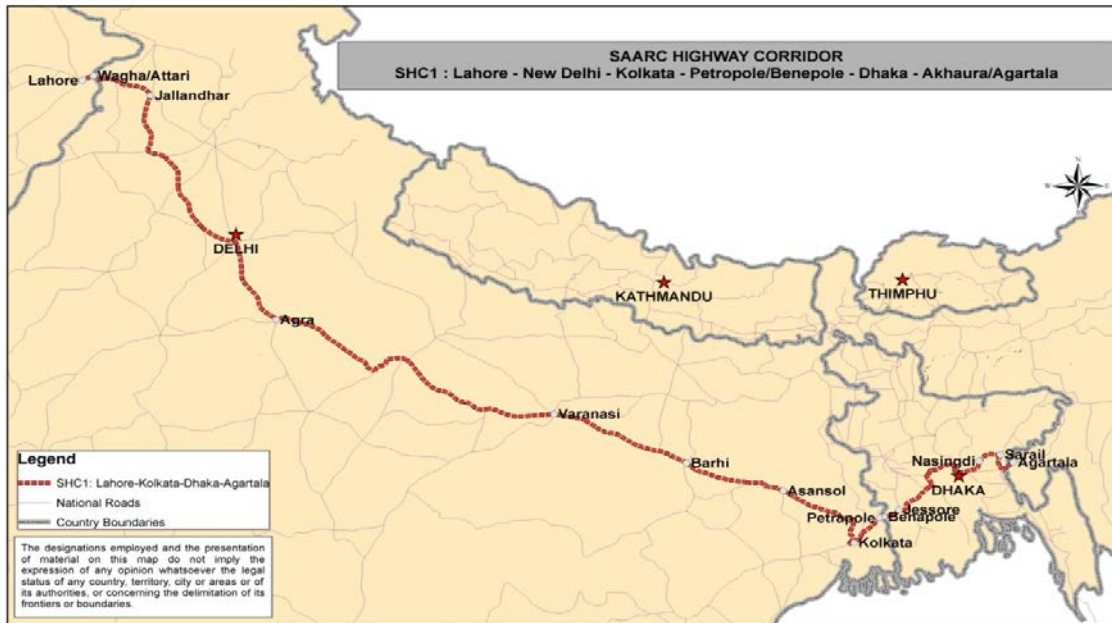 SAARC HIGHWAY CORRIDOR
SHC1 : Lahore - New Delhi - Kolkata - Petropole/Benepole - Dhaka - Akhaura/Agartala
Lahore
Wagha/Attari
Jallandhar
N
W
E
DELHI
KATHMANDU
THIMPHU
Agra
Varanasi
Barhi
Asansol
Nasingdi
Sarail
Agartala
DHAKA
Jessore
Petrapole
Benapole
Kolkata
Legend
SHC1: Lahore-Kolkata-Dhaka-Agartala
National Roads
Country Boundaries
The designations employed and the presentation
of material on this map do not imply the
expression of any opinion whatsoever the legal
status of any country, territory, city or areas or of
its authorities, or concerning the delimitation of its
frontiers or boundaries.